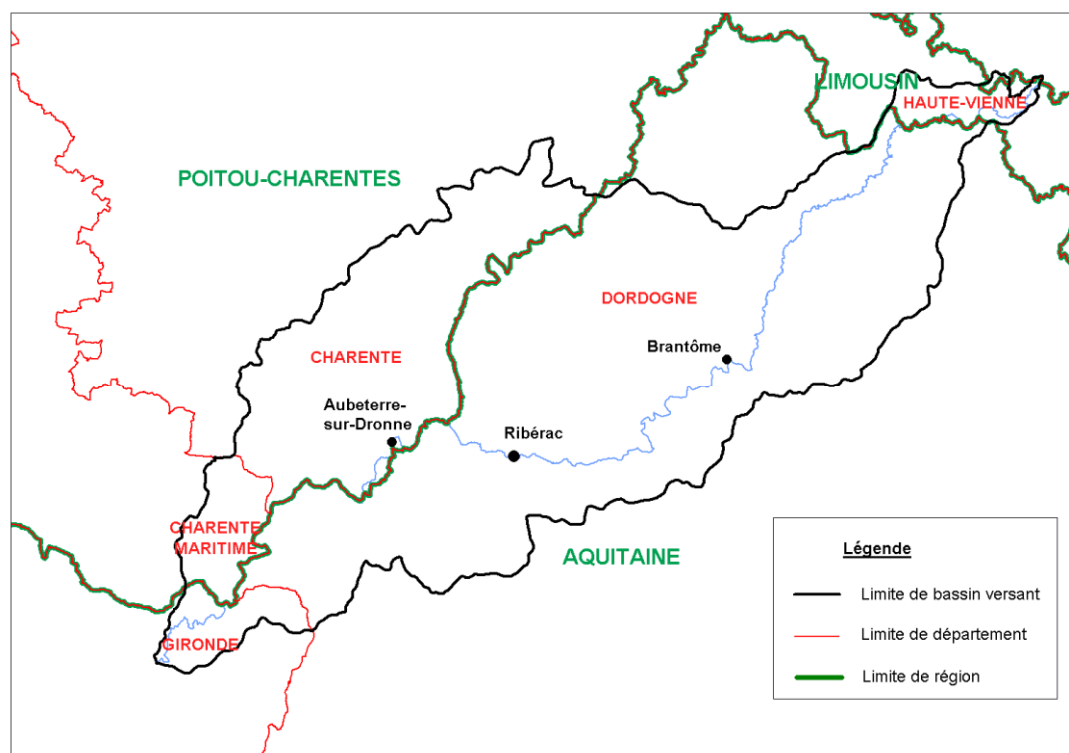 LIMOUSIN
HAUTE-VIENNE
POITOU-CHARENTES
DORDOGNE
Brantôme
CHARENTE
Aubeterre-
sur-Dronne
Ribérac
CHARENTE
MARITIME
AQUITAINE
GIRONDE
Légende
Limite de bassin versant
Limite de département
Limite de région